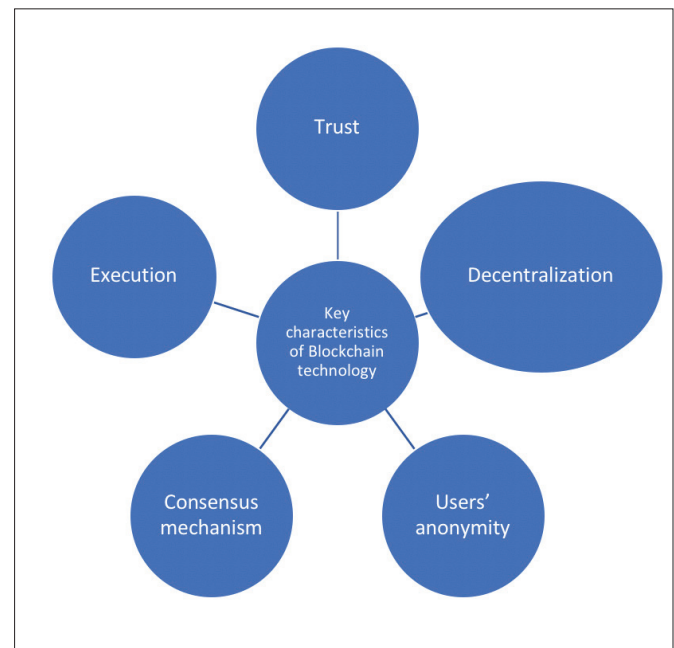 Trust
Decentralization
Execution
Key
characteristics
of Blockchain
technology
Consensus
mechanism
Users’
anonymity